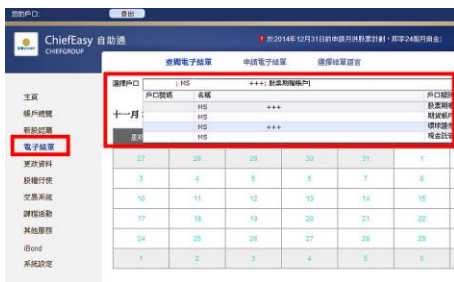 您的戶口:
登出
ChiefEasy 自助通
CHIEFGROUP
於2014年12月31日前申請月供股票計劃,即享24個月佣金
查閱電子結單 申請電子結單 選擇結單語言
選擇戶口 ; MS +++; 股票期權帳戶
戶口號碼 名稱 戶口類別
MS +++ 股票期權
MS 期貨帳戶
MS +++ 環球證券
MS 現金託管
十一月
主頁
帳戶總覽
新股認購
電子結單
更改資料
股權行使
交易系統
課程活動
其他服務
iBond
系統設定
27 28 29 30 31 1
3 4 5 6 7 8
10 11 12 13 14 15
17 18 19 20 21 22
24 25 26 27 28 29
1 2 3 4 5 6